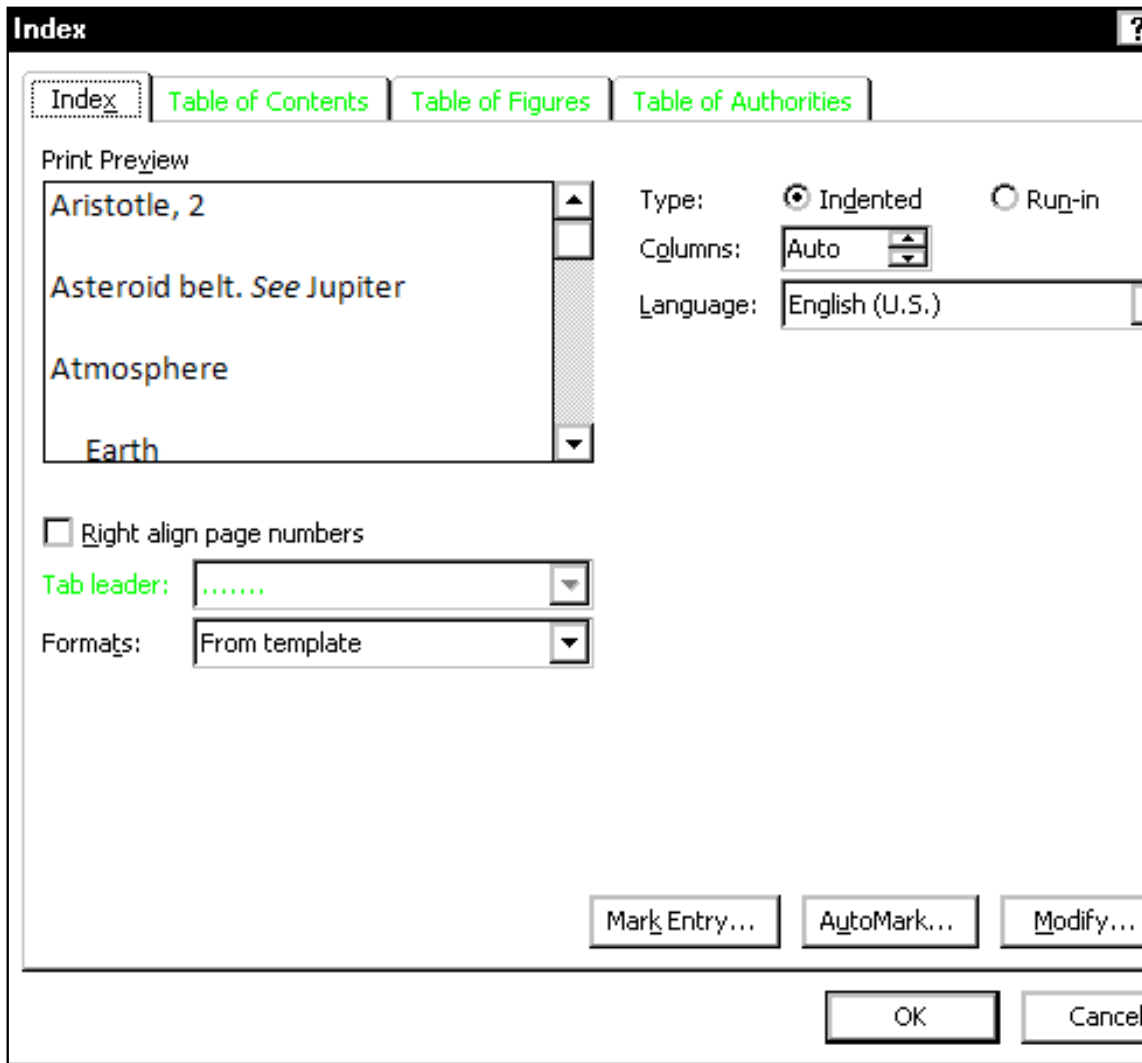 Index
?
Index Table of Contents Table of Figures Table of Authorities
Print Preview
Aristotle, 2
Asteroid belt. See Jupiter
Atmosphere
Earth
Type: Indented Run-in
Columns: Auto
Language: English (U.S.)
Right align page numbers
Tab leader: .......
Formats: From template
Mark Entry... AutoMark... Modify...
OK Cancel